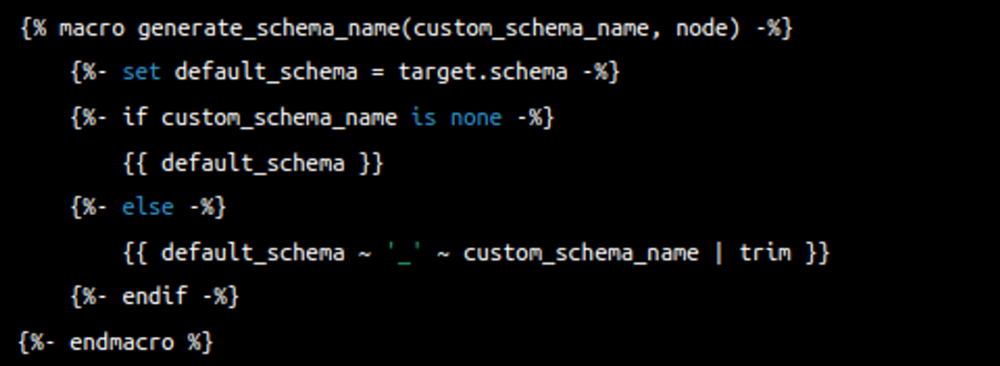 {% macro generate_schema_name(custom_schema_name, node) -%}
{%- set default_schema = target.schema -%}
{%- if custom_schema_name is none -%}
{{ default_schema }}
{%- else -%}
{{ default_schema ~ '_' ~ custom_schema_name | trim }}
{%- endif -%}
{%- endmacro %}